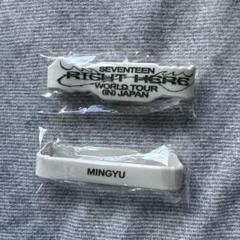 SEVENTEEN
RIGHT HERE
WORLD TOUR
(IN) JAPAN
MINGYU